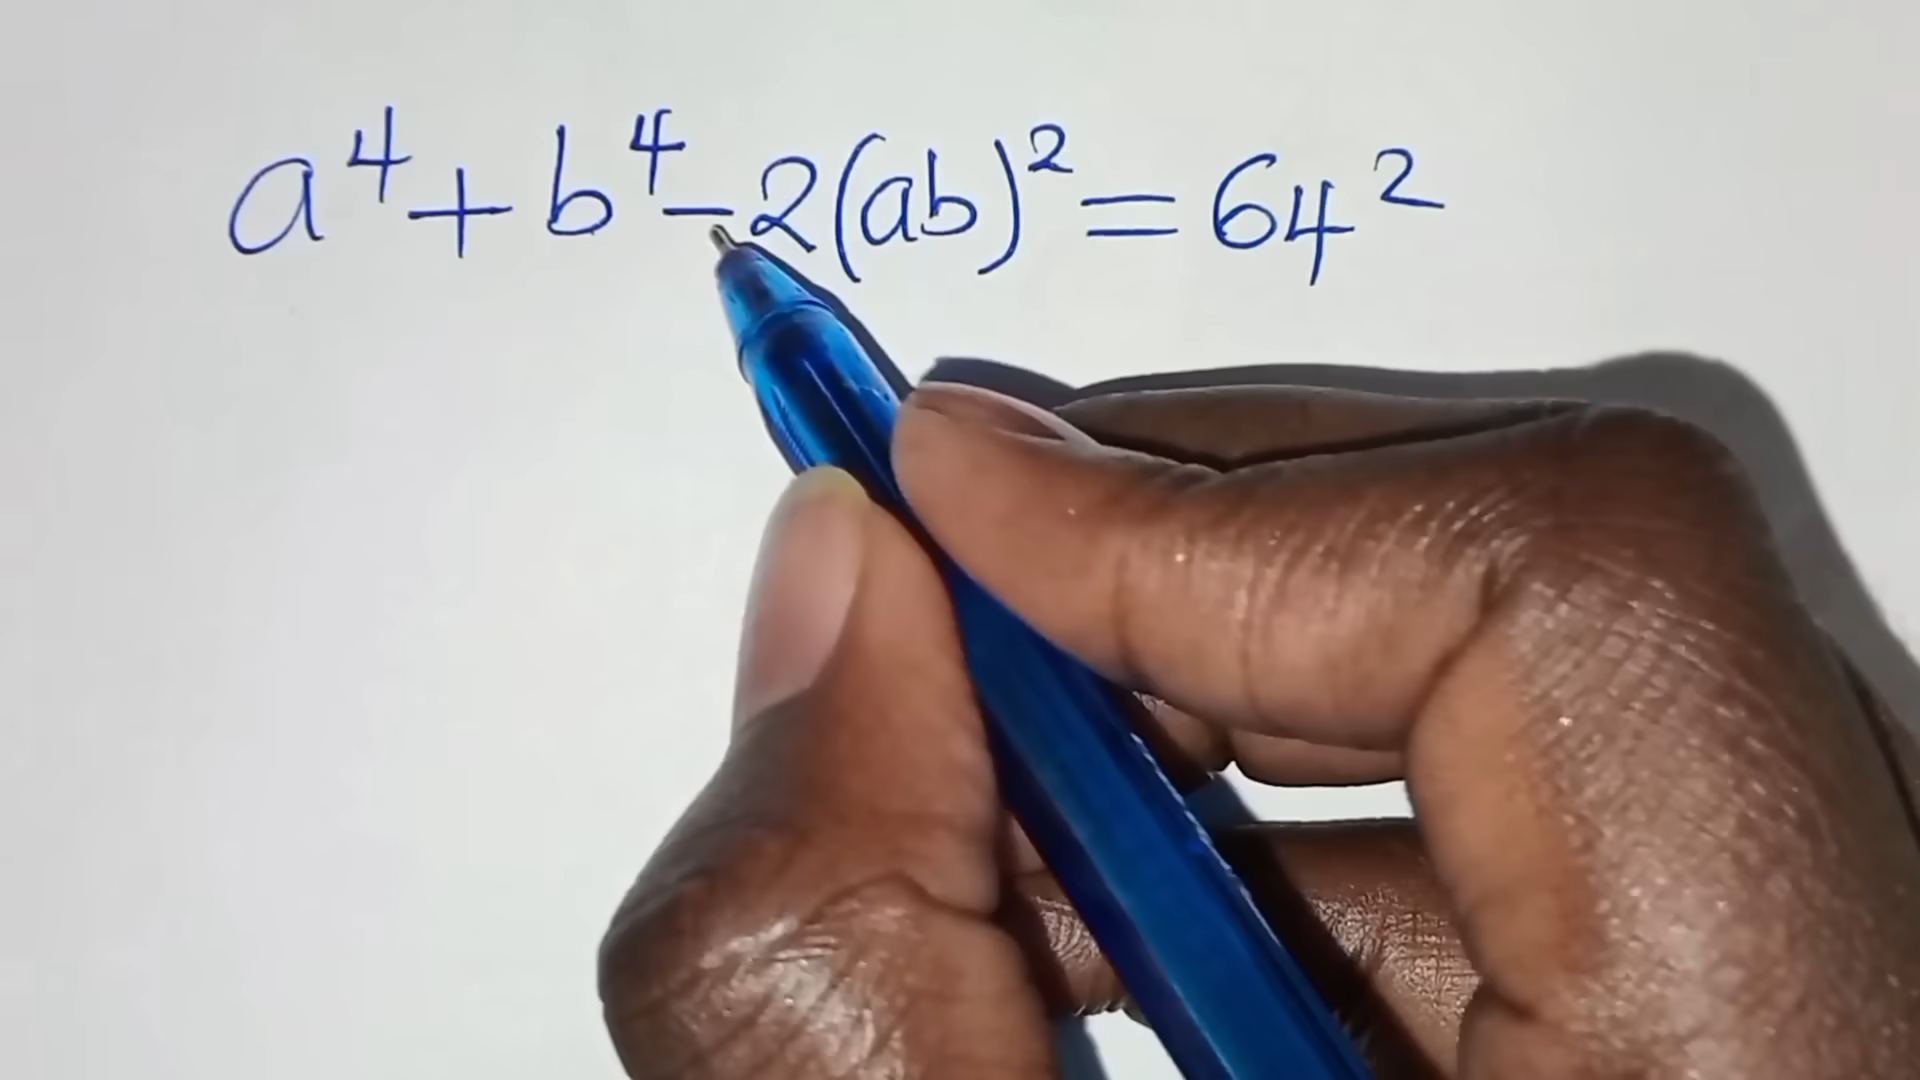 a⁴ + b⁴ - 2(ab)² = 64²